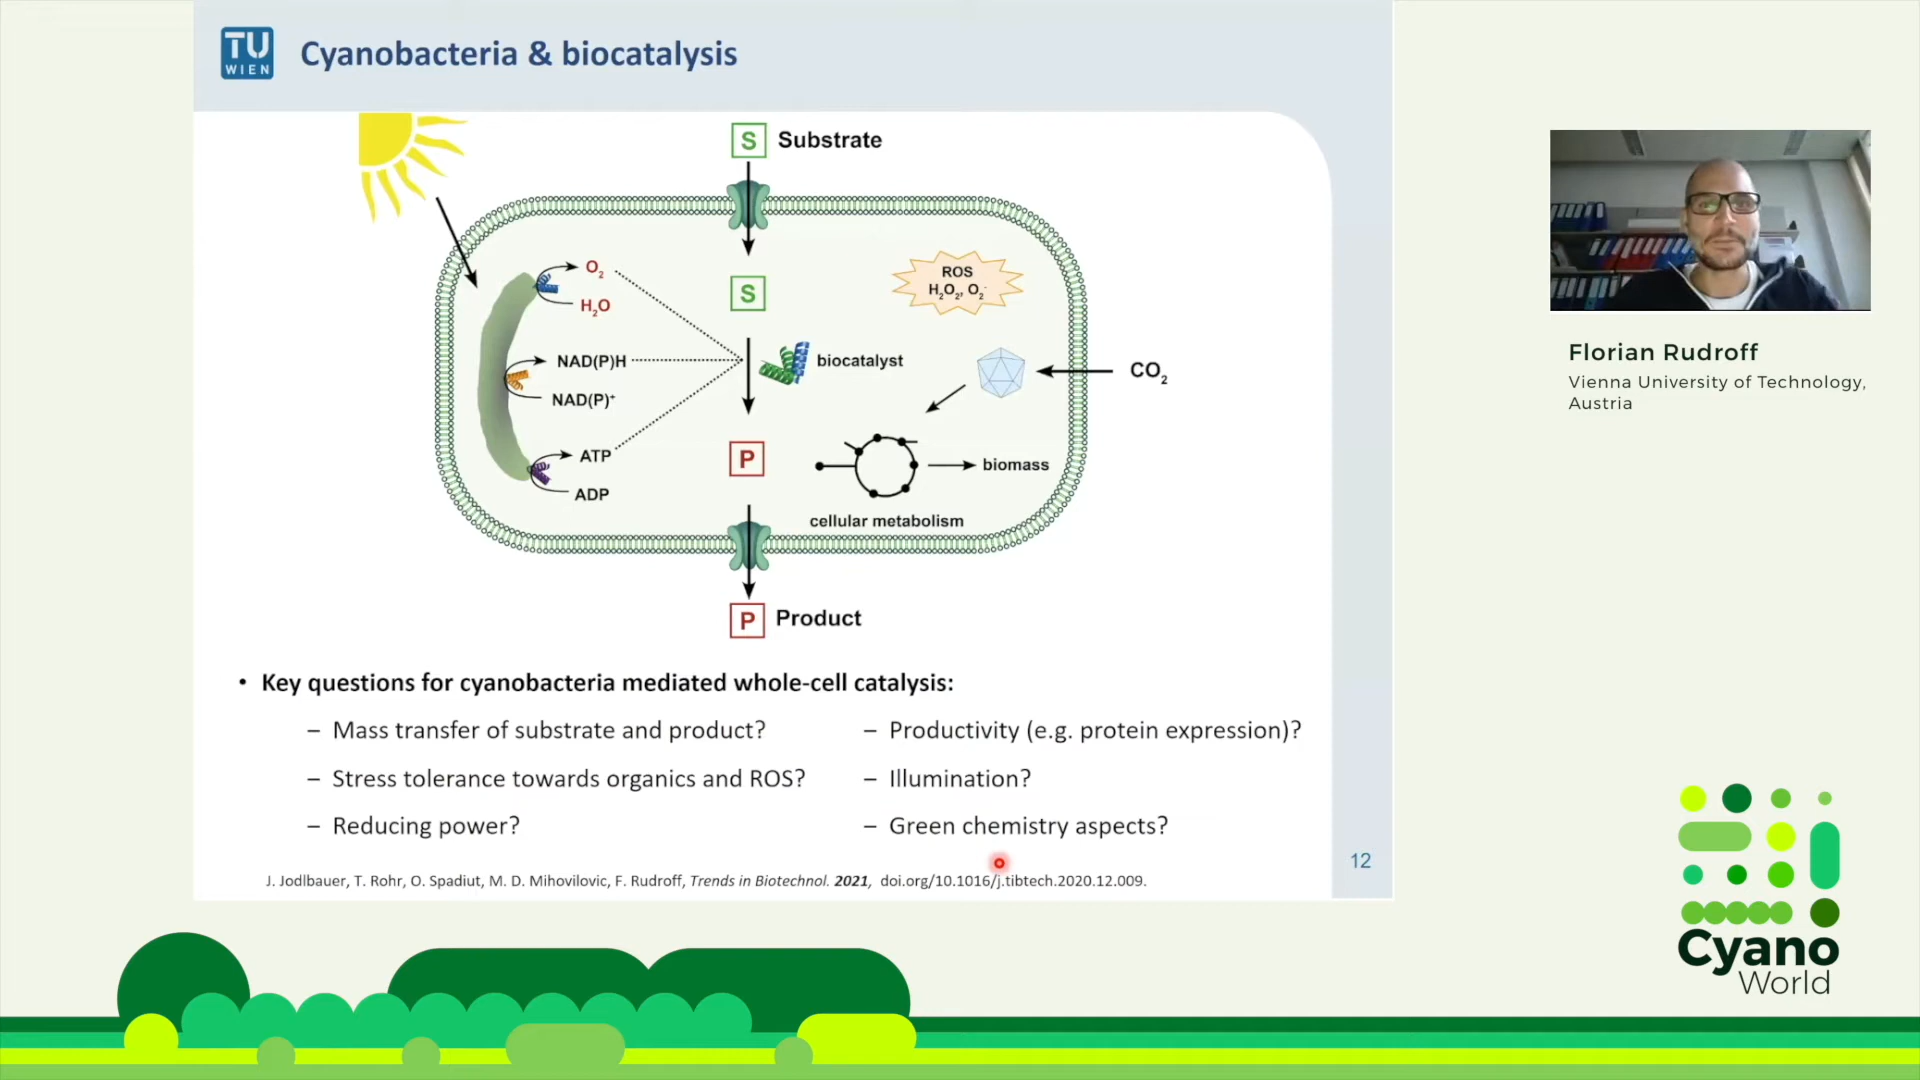 TU
WIEN
Cyanobacteria & biocatalysis
S Substrate
O2
H2O
NAD(P)H
NAD(P)+
ATP
ADP
S
biocatalyst
P
ROS
H2O2, O2-
CO2
biomass
cellular metabolism
P Product
• Key questions for cyanobacteria mediated whole-cell catalysis:
– Mass transfer of substrate and product?
– Stress tolerance towards organics and ROS?
– Reducing power?
– Productivity (e.g. protein expression)?
– Illumination?
– Green chemistry aspects?
J. Jodlbauer, T. Rohr, O. Spadiut, M. D. Mihovilovic, F. Rudroff, Trends in Biotechnol. 2021, doi.org/10.1016/j.tibtech.2020.12.009.
12
Florian Rudroff
Vienna University of Technology,
Austria
Cyano
World